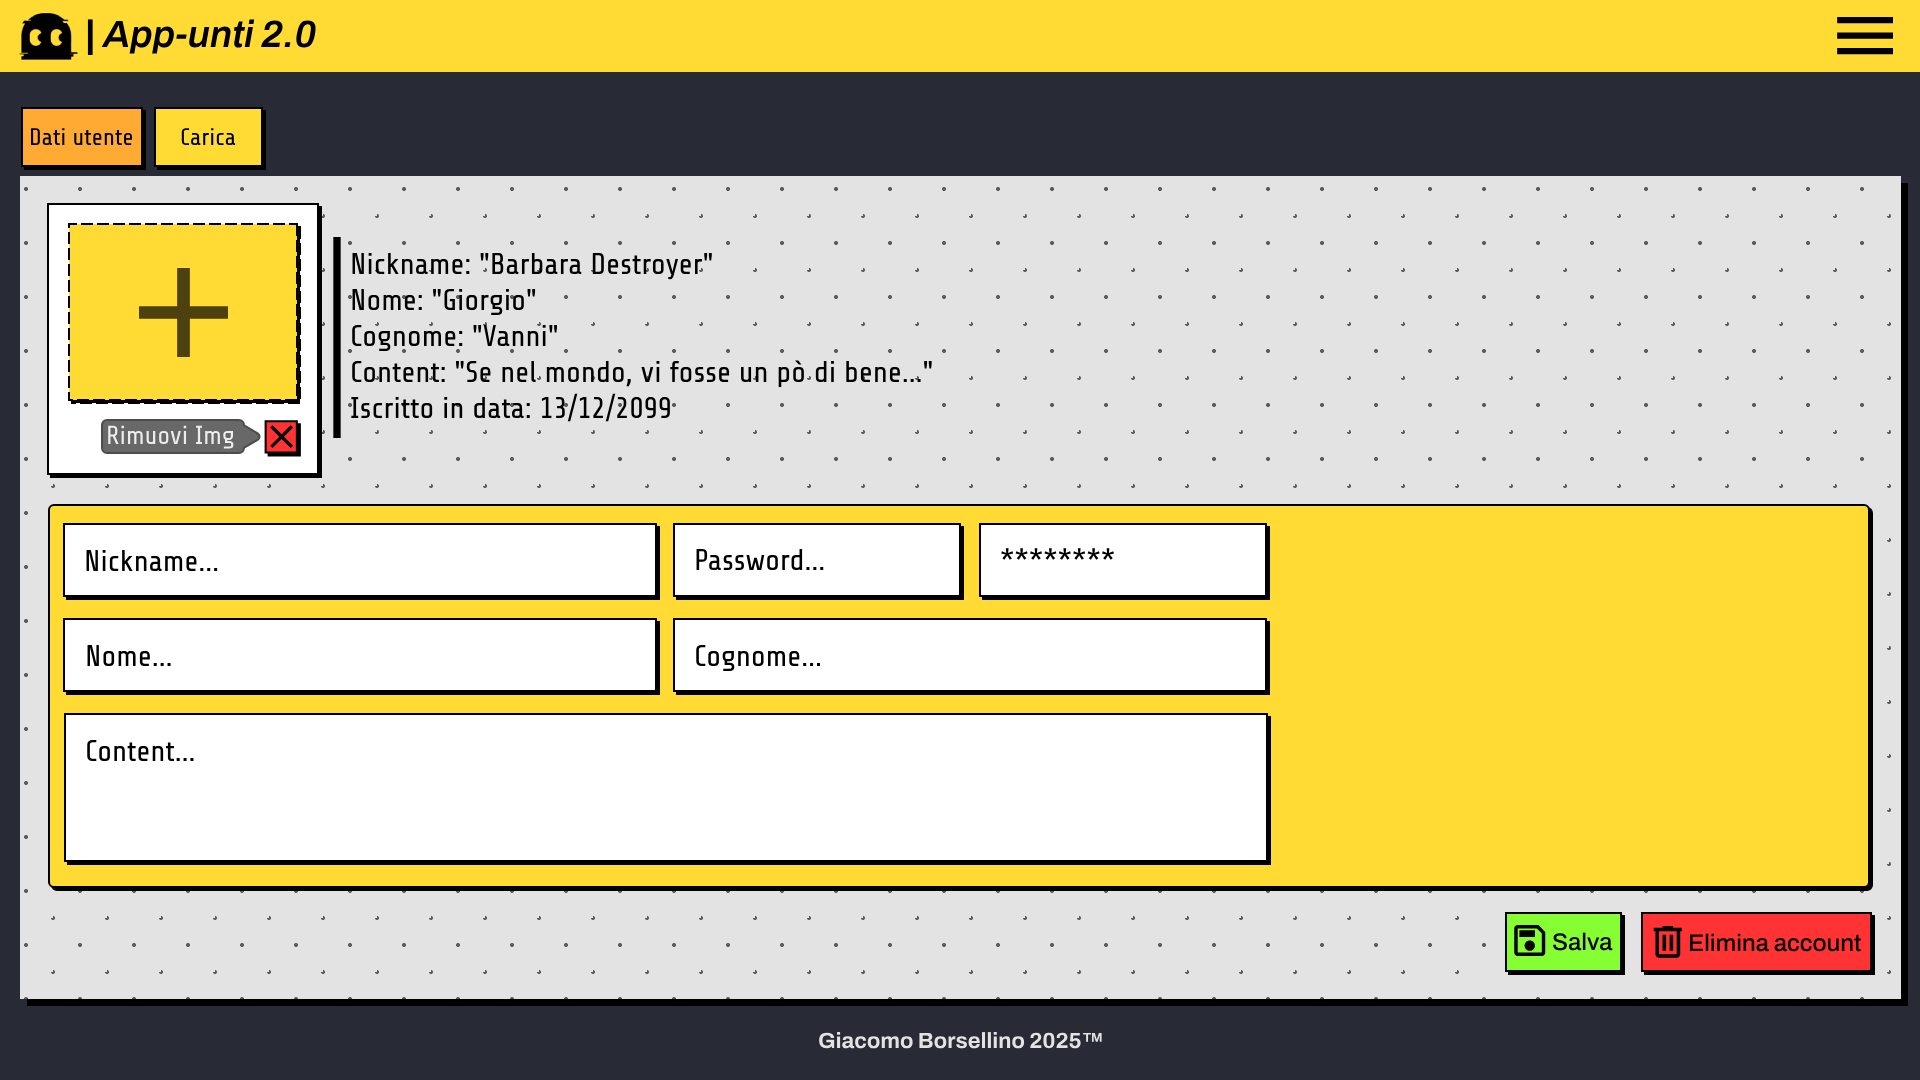 | App-unti 2.0
Dati utente
Carica
Nickname: "Barbara Destroyer"
Nome: "Giorgio"
Cognome: "Vanni"
Content: "Se nel mondo, vi fosse un pò di bene..."
Iscritto in data: 13/12/2099
Rimuovi Img
Nickname...
Password...
********
Nome...
Cognome...
Content...
Salva
Elimina account
Giacomo Borsellino 2025™